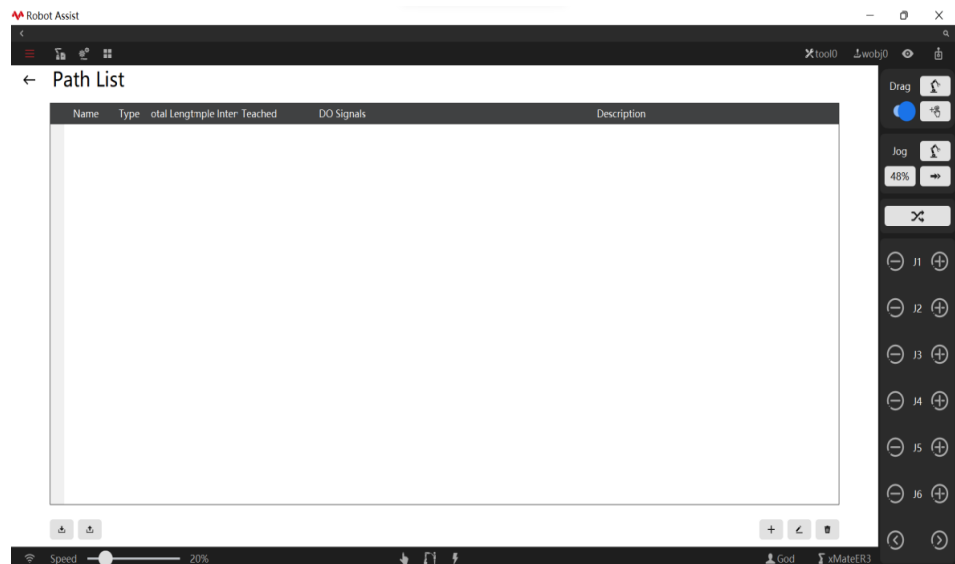 Robot Assist
tool0 wobj0
Path List
Name Type otal Lengtmple Inter Teached DO Signals Description
Drag
Jog
48%
J1
J2
J3
J4
J5
J6
Speed 20% God xMateER3